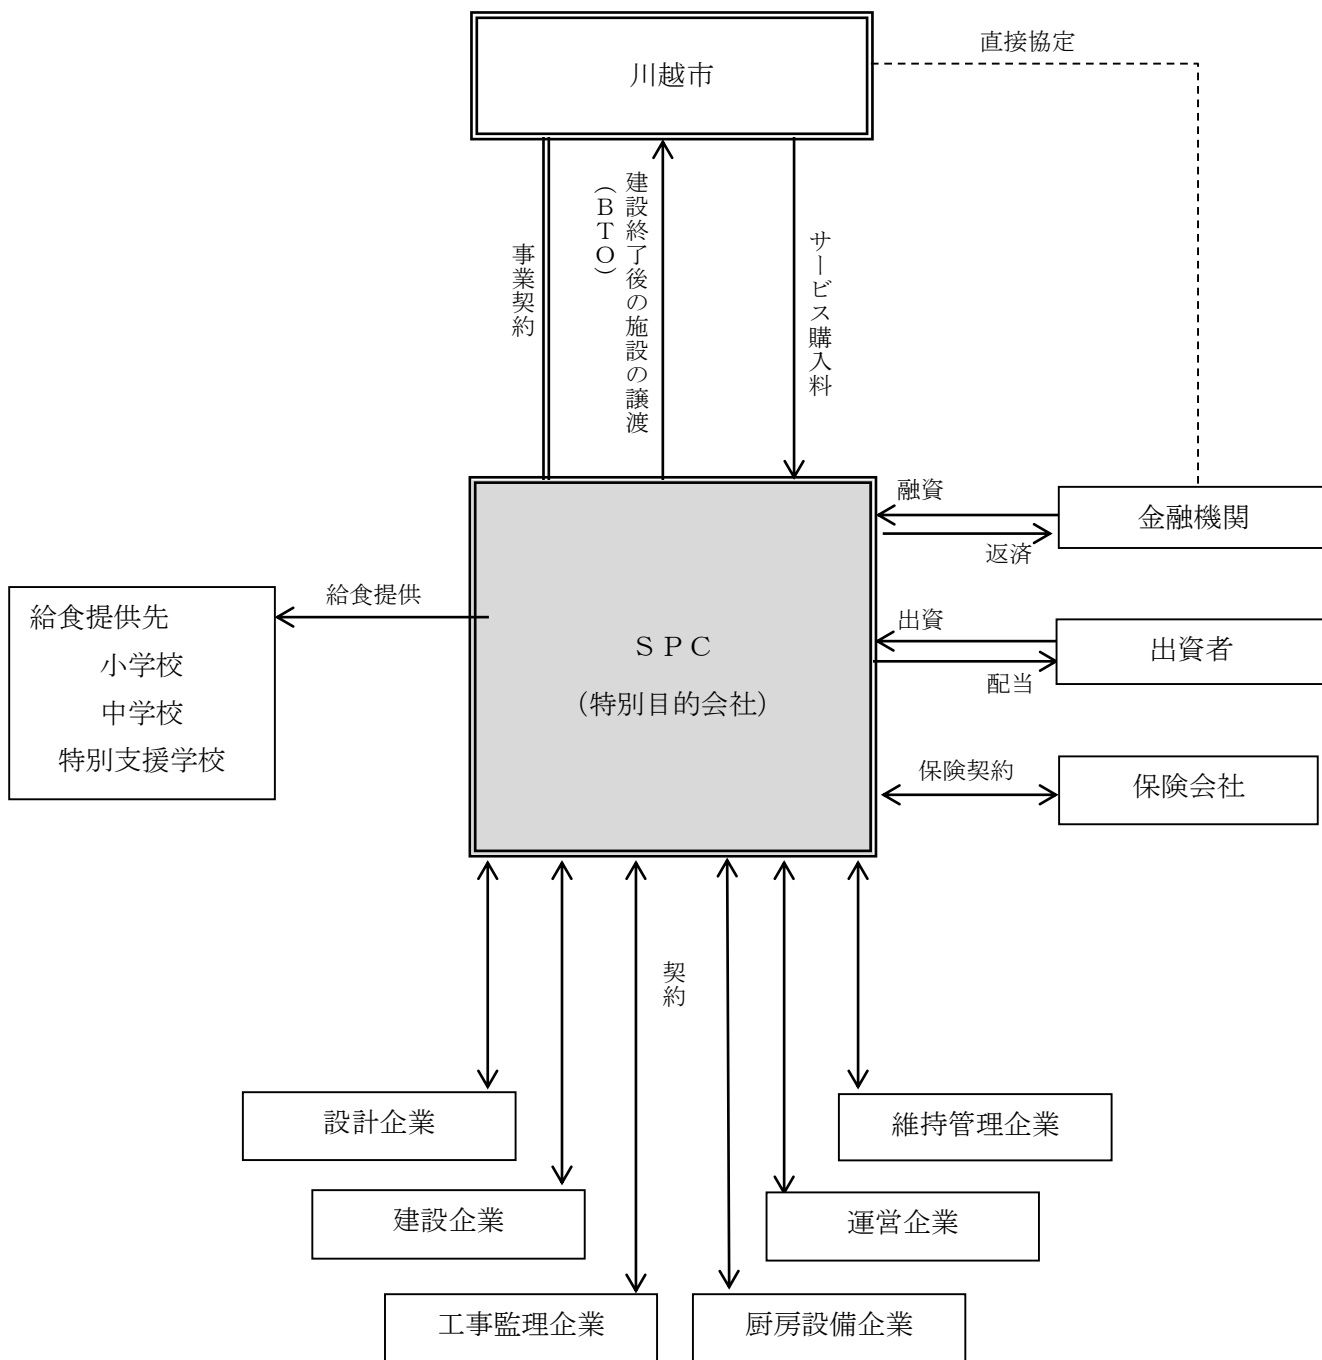 川越市
直接協定
事業契約
建設終了後の施設の譲渡
(ＢＴＯ)
サービス購入料
融資
金融機関
返済
給食提供
給食提供先
小学校
中学校
特別支援学校
ＳＰＣ
（特別目的会社）
出資
出資者
配当
保険契約
保険会社
契約
設計企業
維持管理企業
建設企業
運営企業
工事監理企業
厨房設備企業